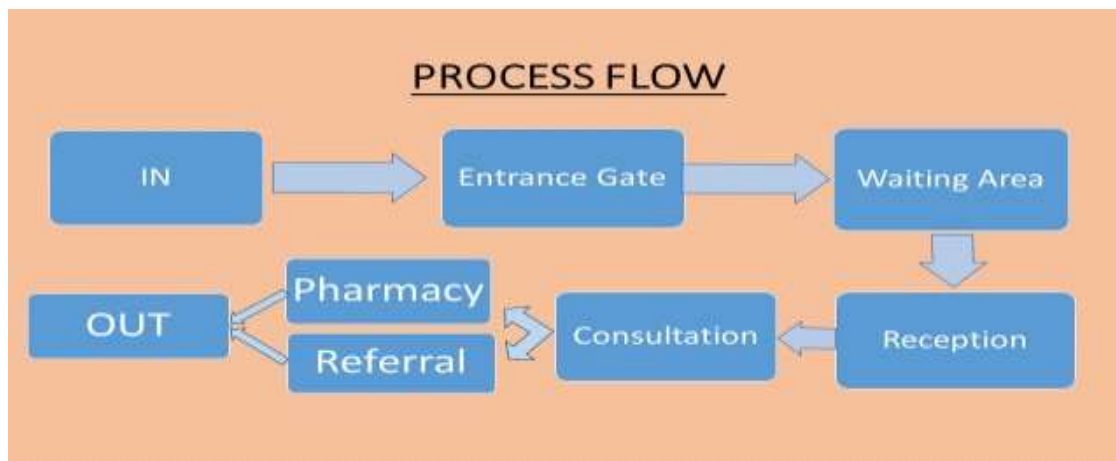 PROCESS FLOW
IN
Entrance Gate
Waiting Area
Reception
Consultation
Pharmacy
Referral
OUT